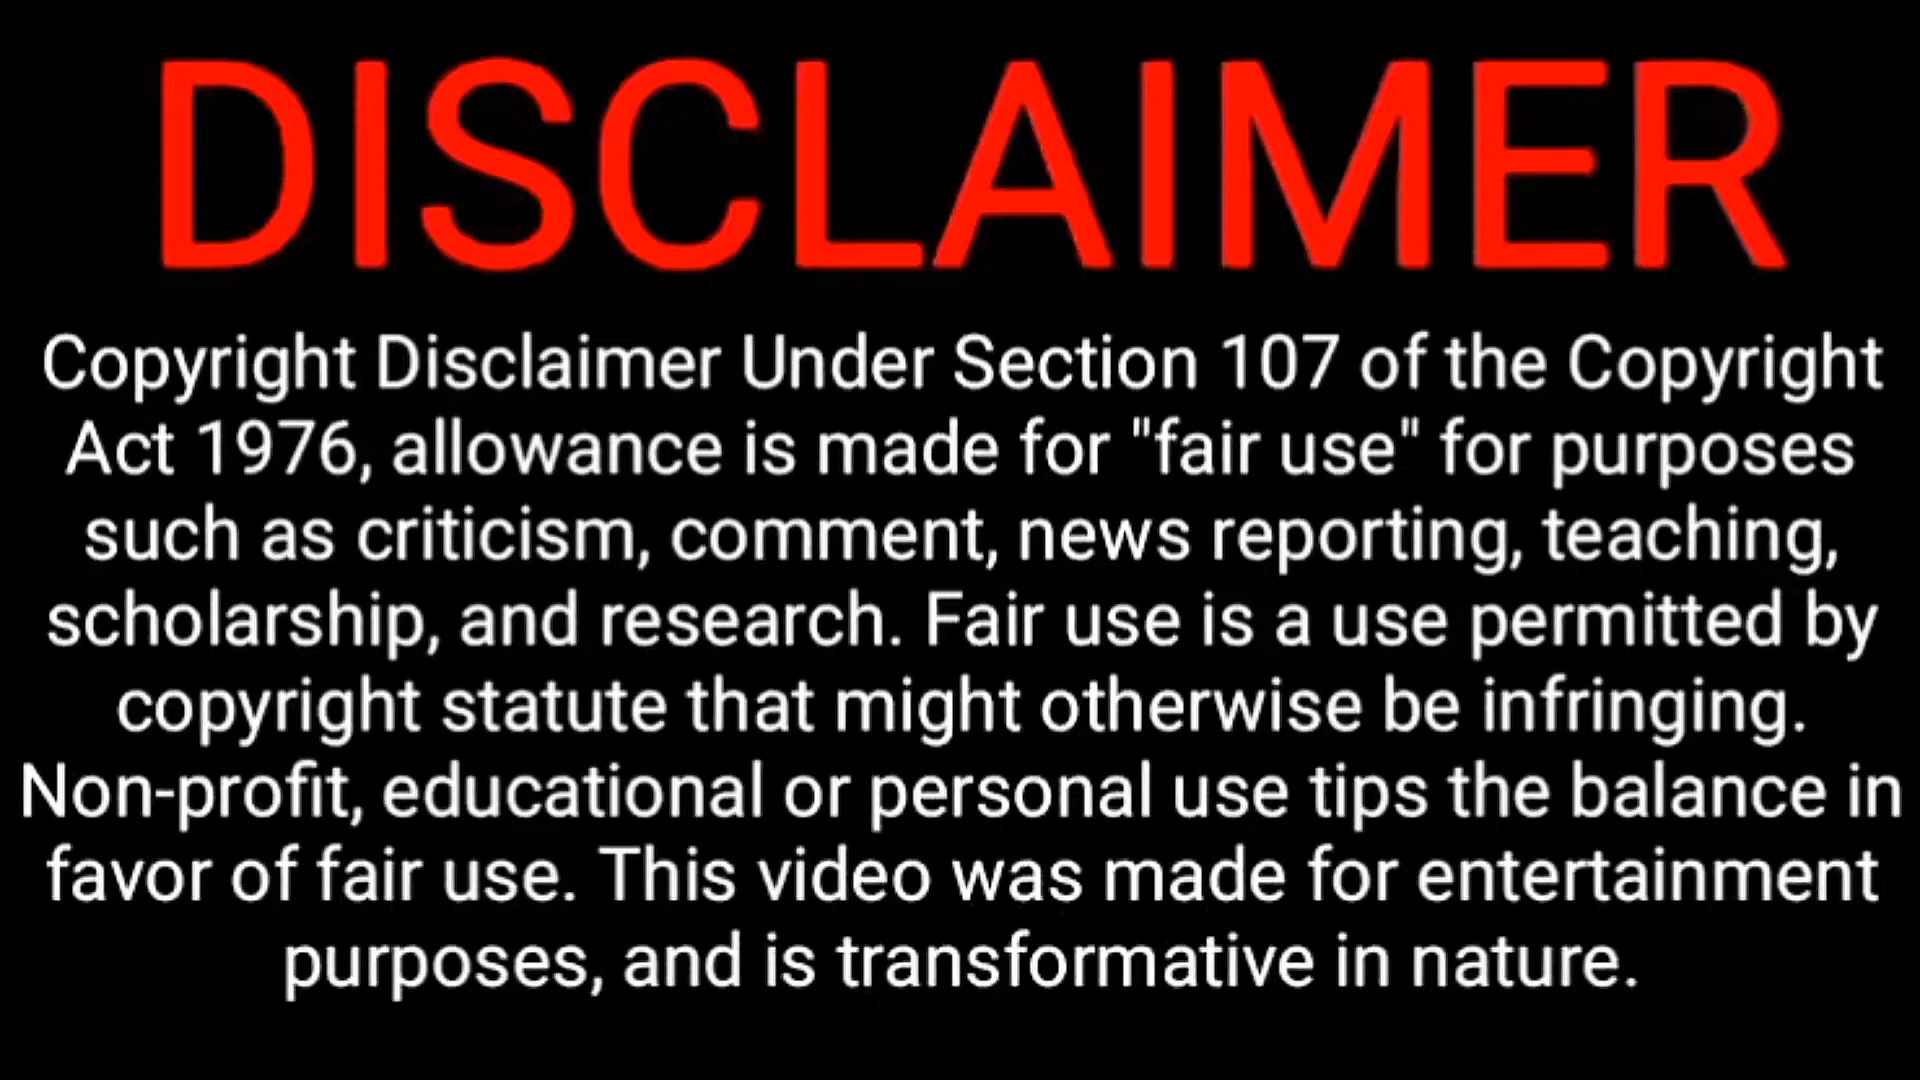 DISCLAIMER
Copyright Disclaimer Under Section 107 of the Copyright
Act 1976, allowance is made for "fair use" for purposes
such as criticism, comment, news reporting, teaching,
scholarship, and research. Fair use is a use permitted by
copyright statute that might otherwise be infringing.
Non-profit, educational or personal use tips the balance in
favor of fair use. This video was made for entertainment
purposes, and is transformative in nature.